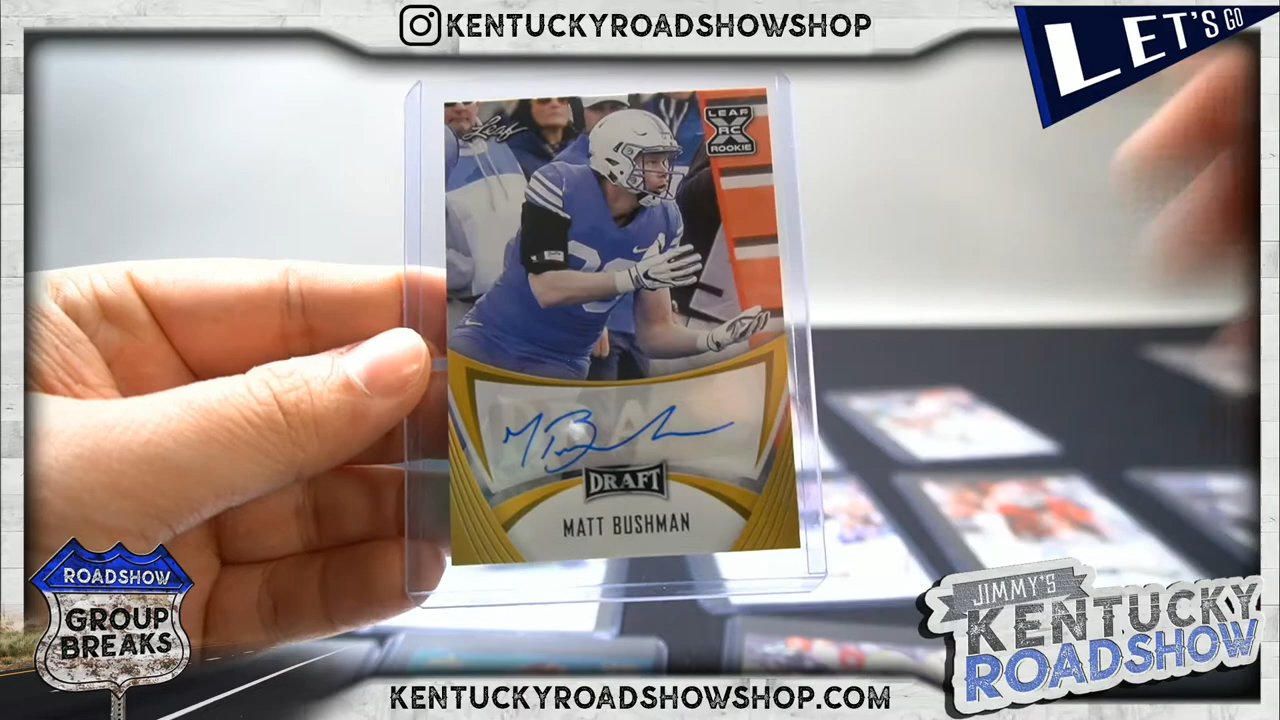 KENTUCKYROADSHOWSHOP
LET'S GO
Leaf
LEAF
X
RC
ROOKIE
DRAFT
MATT BUSHMAN
ROADSHOW
GROUP
BREAKS
JIMMY'S
KENTUCKY
ROADSHOW
KENTUCKYROADSHOWSHOP.COM